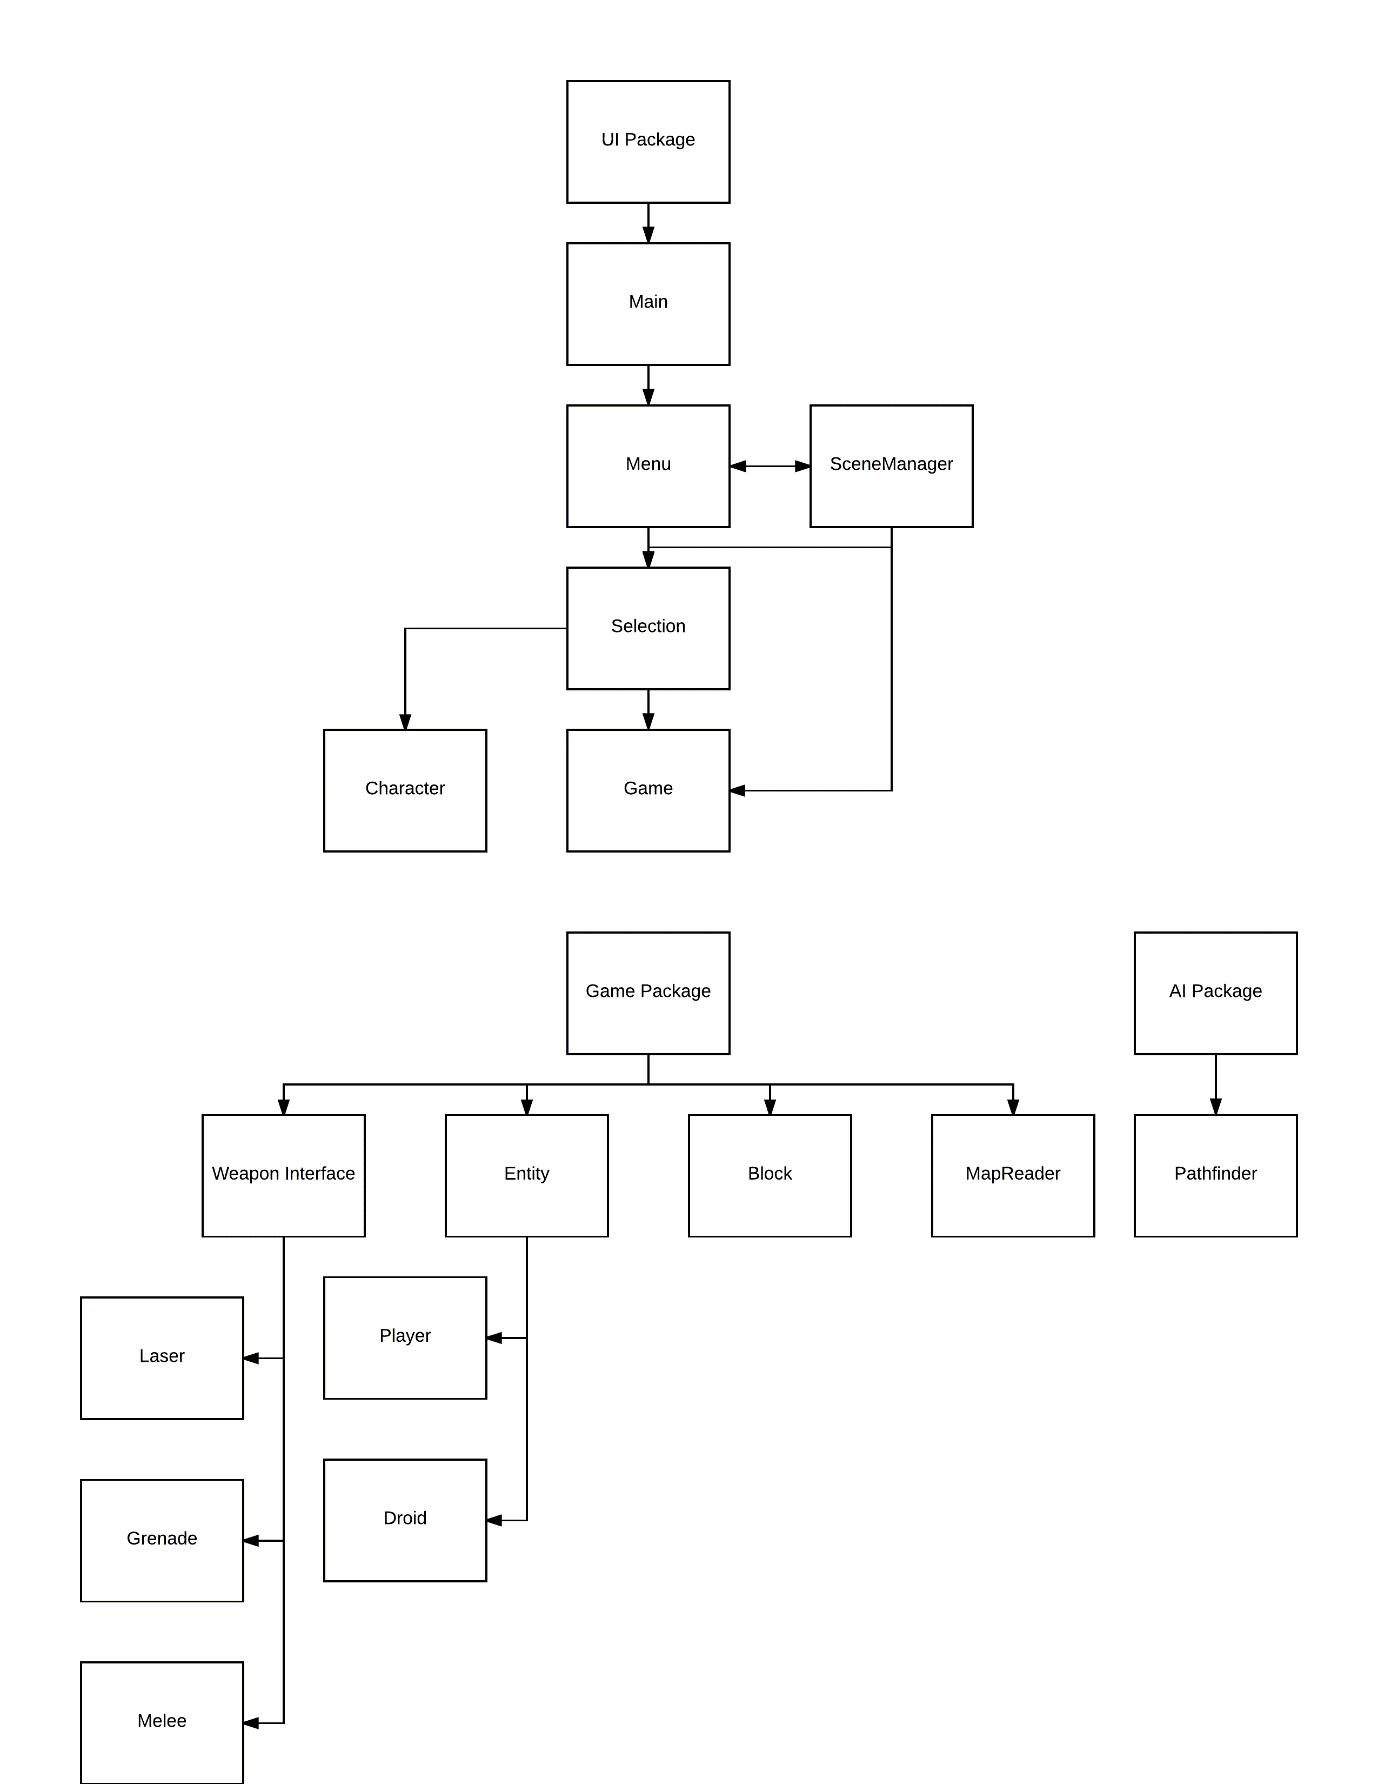 UI Package
Main
Menu
SceneManager
Selection
Character
Game
Game Package
AI Package
Weapon Interface
Entity
Block
MapReader
Pathfinder
Player
Laser
Droid
Grenade
Melee